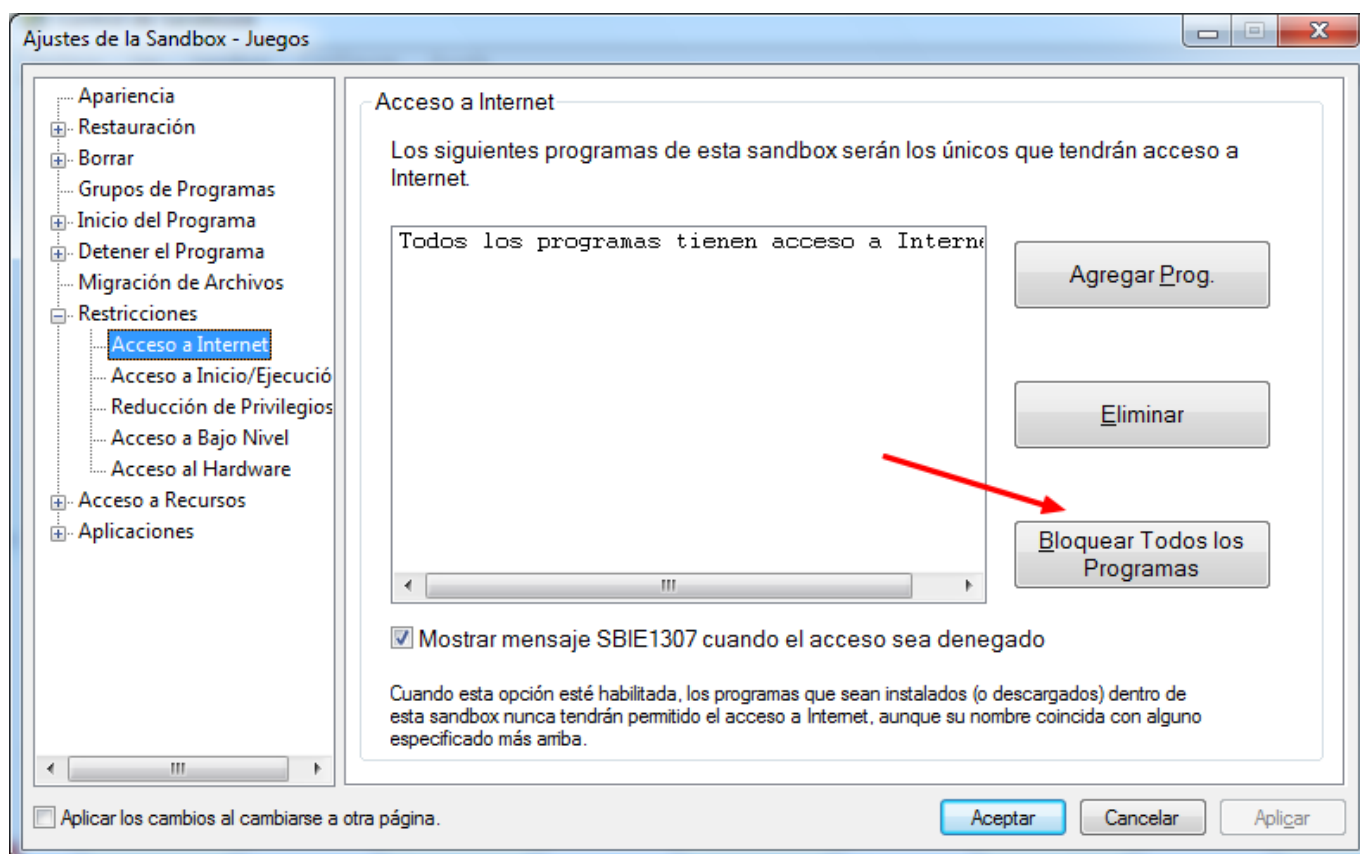 Ajustes de la Sandbox - Juegos
Apariencia
Restauración
Borrar
Grupos de Programas
Inicio del Programa
Detener el Programa
Migración de Archivos
Restricciones
Acceso a Internet
Acceso a Inicio/Ejecució
Reducción de Privilegios
Acceso a Bajo Nivel
Acceso al Hardware
Acceso a Recursos
Aplicaciones
Acceso a Internet
Los siguientes programas de esta sandbox serán los únicos que tendrán acceso a
Internet.
Todos los programas tienen acceso a Interne
Agregar Prog.
Eliminar
Bloquear Todos los
Programas
Mostrar mensaje SBIE1307 cuando el acceso sea denegado
Cuando esta opción esté habilitada, los programas que sean instalados (o descargados) dentro de
esta sandbox nunca tendrán permitido el acceso a Internet, aunque su nombre coincida con alguno
especificado más arriba.
Aplicar los cambios al cambiarse a otra página.
Aceptar
Cancelar
Aplicar